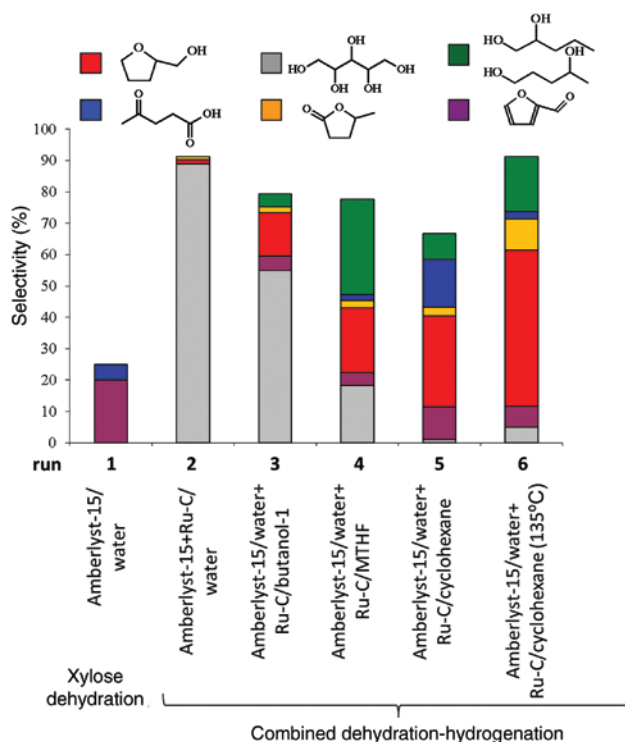 OH
O
OH
HO
OH
OH
OH
OH
HO
OH
HO
OH
HO
O
O
OH
O
O
O
O
100
90
80
70
60
50
40
30
20
10
0
Selectivity (%)
run 1 2 3 4 5 6
Amberlyst-15/
water
Amberlyst-15+Ru-C/
water
Amberlyst-15/water+
Ru-C/butanol-1
Amberlyst-15/water+
Ru-C/MTHF
Amberlyst-15/water+
Ru-C/cyclohexane
Amberlyst-15/water+
Ru-C/cyclohexane (135°C)
Xylose
dehydration
Combined dehydration-hydrogenation